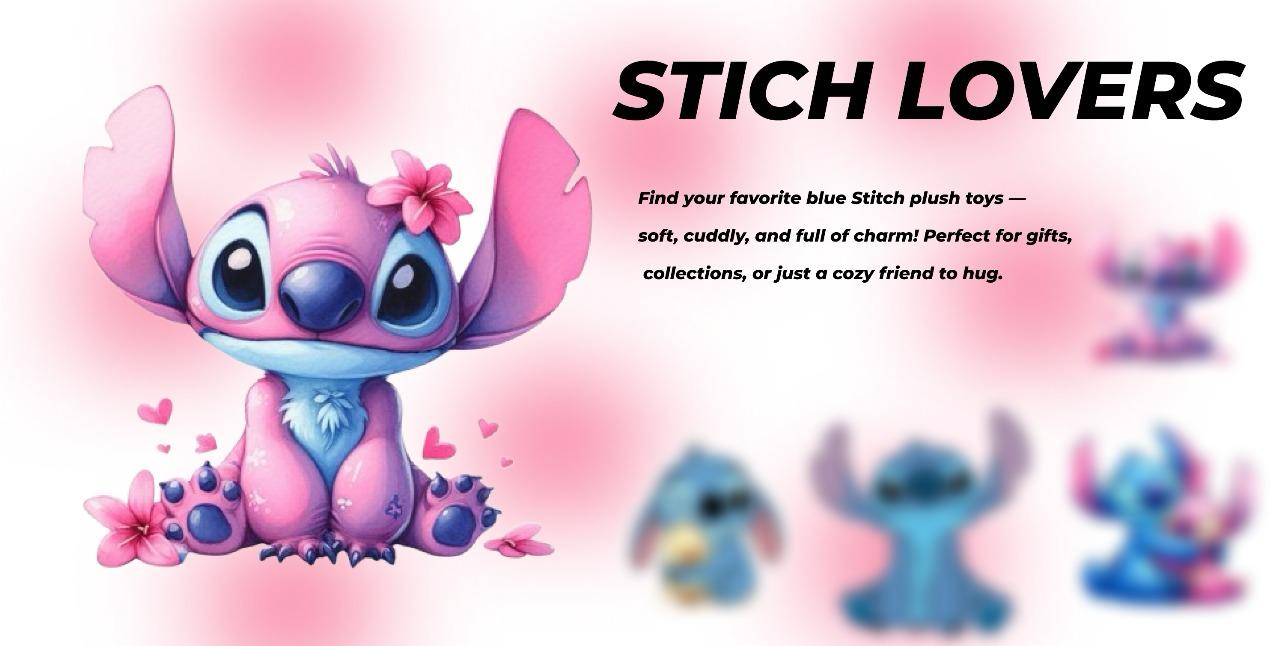 STICH LOVERS
Find your favorite blue Stitch plush toys —
soft, cuddly, and full of charm! Perfect for gifts,
collections, or just a cozy friend to hug.